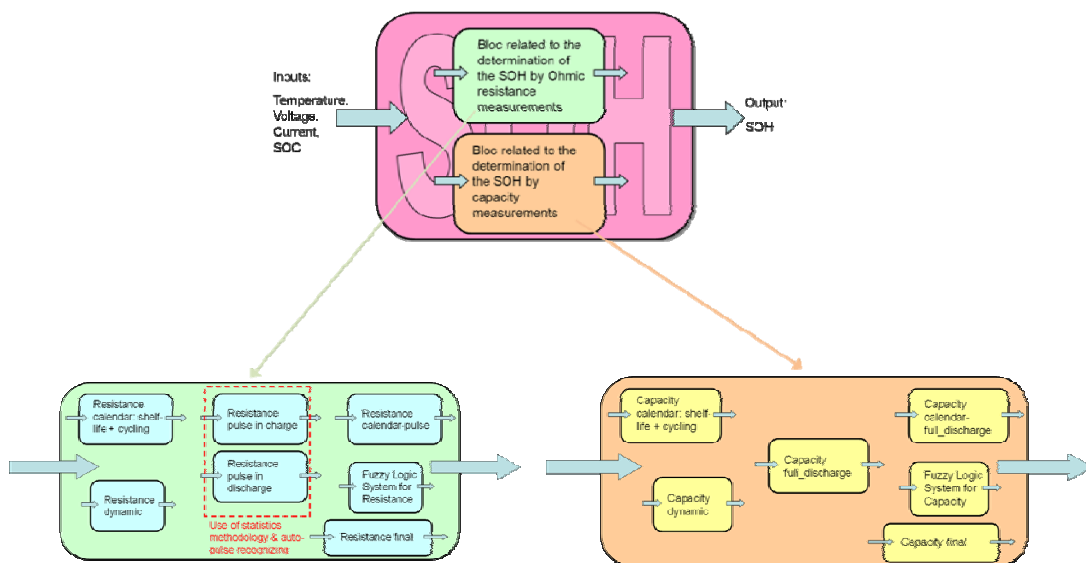 Inputs:
Temperature,
Voltage,
Current,
SOC
SOH
Bloc related to the
determination of
the SOH by Ohmic
resistance
measurements
Bloc related to the
determination of
the SOH by
capacity
measurements
Output:
SOH
Resistance
calendar: shelf-
life + cycling
Resistance
dynamic
Resistance
pulse in charge
Resistance
pulse in
discharge
Use of statistics
methodology & auto-
pulse recognizing
Resistance
calendar-pulse
Fuzzy Logic
System for
Resistance
Resistance final
Capacity
calendar: shelf-
life + cycling
Capacity
dynamic
Capacity
full_discharge
Capacity
calendar-
full_discharge
Fuzzy Logic
System for
Capacity
Capacity final